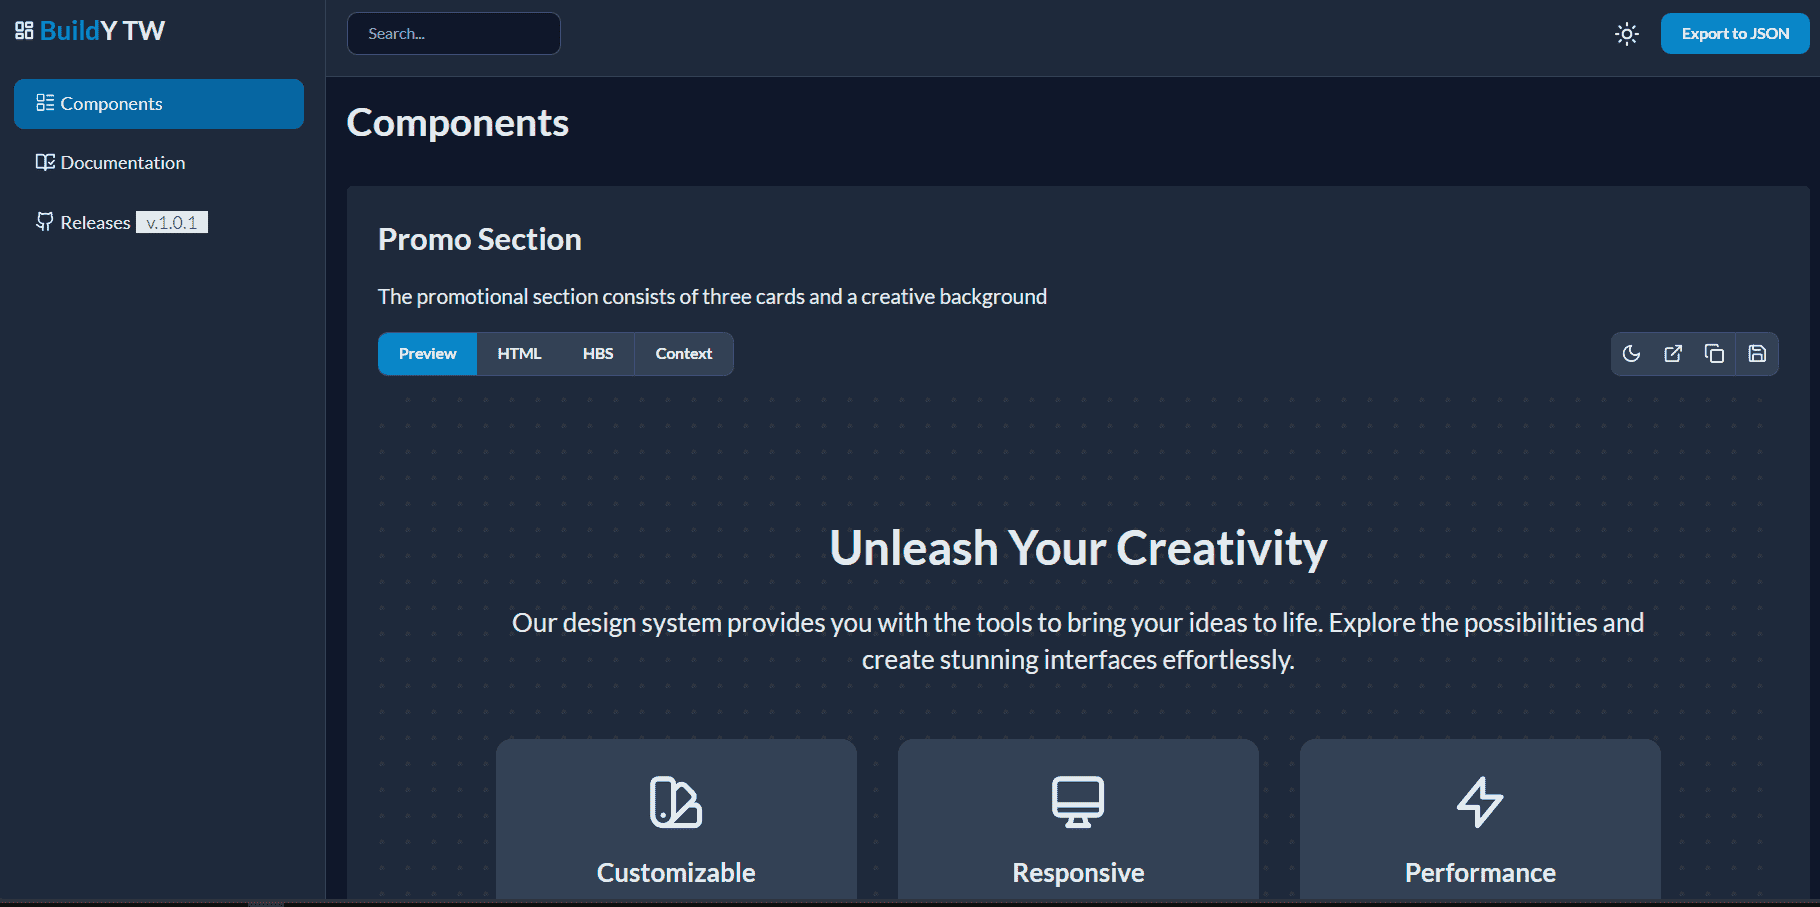 BuildY TW
Search...
Export to JSON
Components
Documentation
Releases v.1.0.1
Components
Promo Section
The promotional section consists of three cards and a creative background
Preview HTML HBS Context
Unleash Your Creativity
Our design system provides you with the tools to bring your ideas to life. Explore the possibilities and
create stunning interfaces effortlessly.
Customizable Responsive Performance